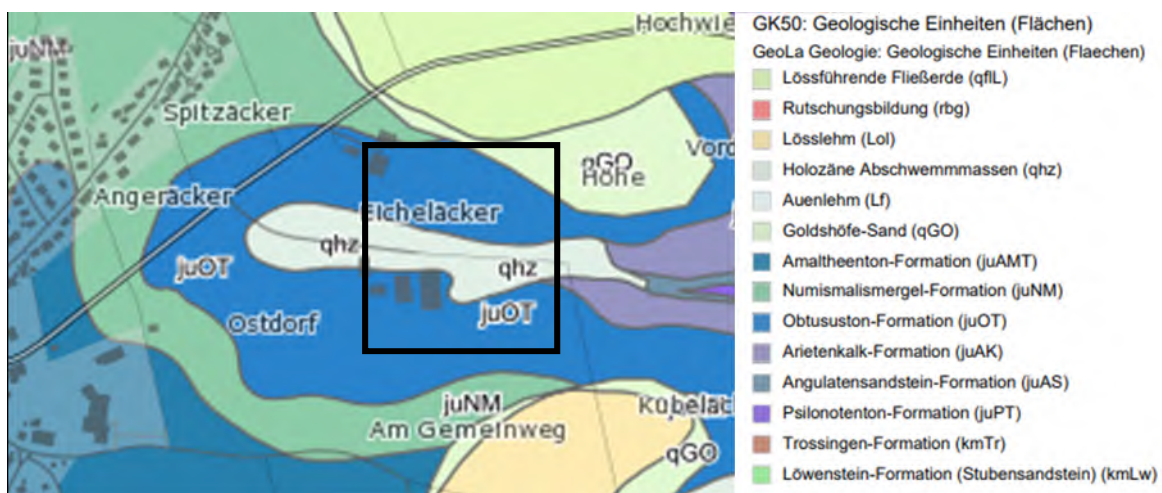 Hochwie
juNM
Spitzäcker
qGO
Höhe
Vord
Angeräcker
Eicheläcker
qhz
qhz
juOT
juOT
Ostdorf
juNM
Kübeläc
Am Gemeinweg
qGO
GK50: Geologische Einheiten (Flächen)
GeoLa Geologie: Geologische Einheiten (Flaechen)
Lössführende Fließerde (qflL)
Rutschungsbildung (rbg)
Lösslehm (Lol)
Holozäne Abschwemmmassen (qhz)
Auenlehm (Lf)
Goldshöfe-Sand (qGO)
Amaltheenton-Formation (juAMT)
Numismalismergel-Formation (juNM)
Obtususton-Formation (juOT)
Arietenkalk-Formation (juAK)
Angulatensandstein-Formation (juAS)
Psilonotenton-Formation (juPT)
Trossingen-Formation (kmTr)
Löwenstein-Formation (Stubensandstein) (kmLw)